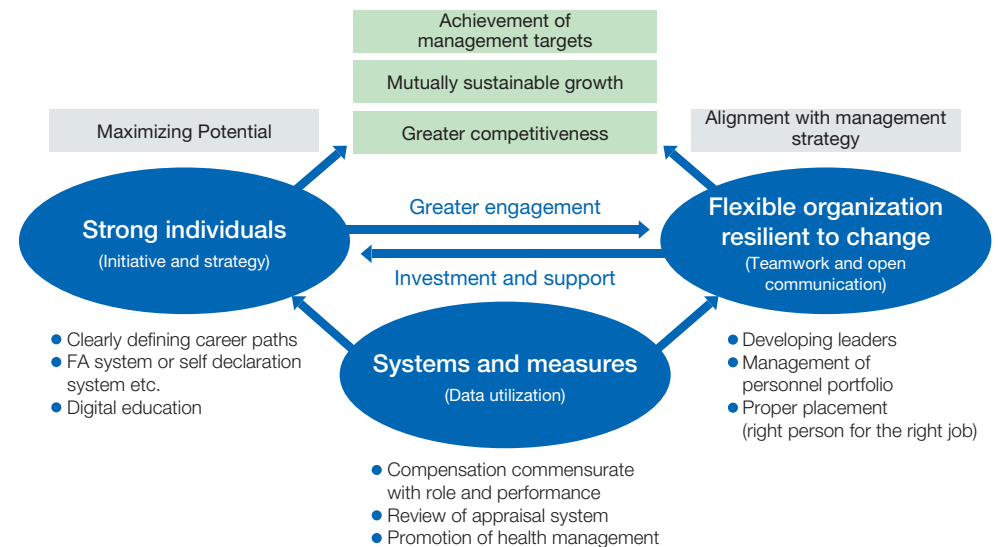 Achievement of
management targets
Mutually sustainable growth
Greater competitiveness
Maximizing Potential
Alignment with management
strategy
Strong individuals
(Initiative and strategy)
Greater engagement
Investment and support
Flexible organization
resilient to change
(Teamwork and open
communication)
Systems and measures
(Data utilization)
● Clearly defining career paths
● FA system or self declaration
system etc.
● Digital education
● Developing leaders
● Management of
personnel portfolio
● Proper placement
(right person for the right job)
● Compensation commensurate
with role and performance
● Review of appraisal system
● Promotion of health management